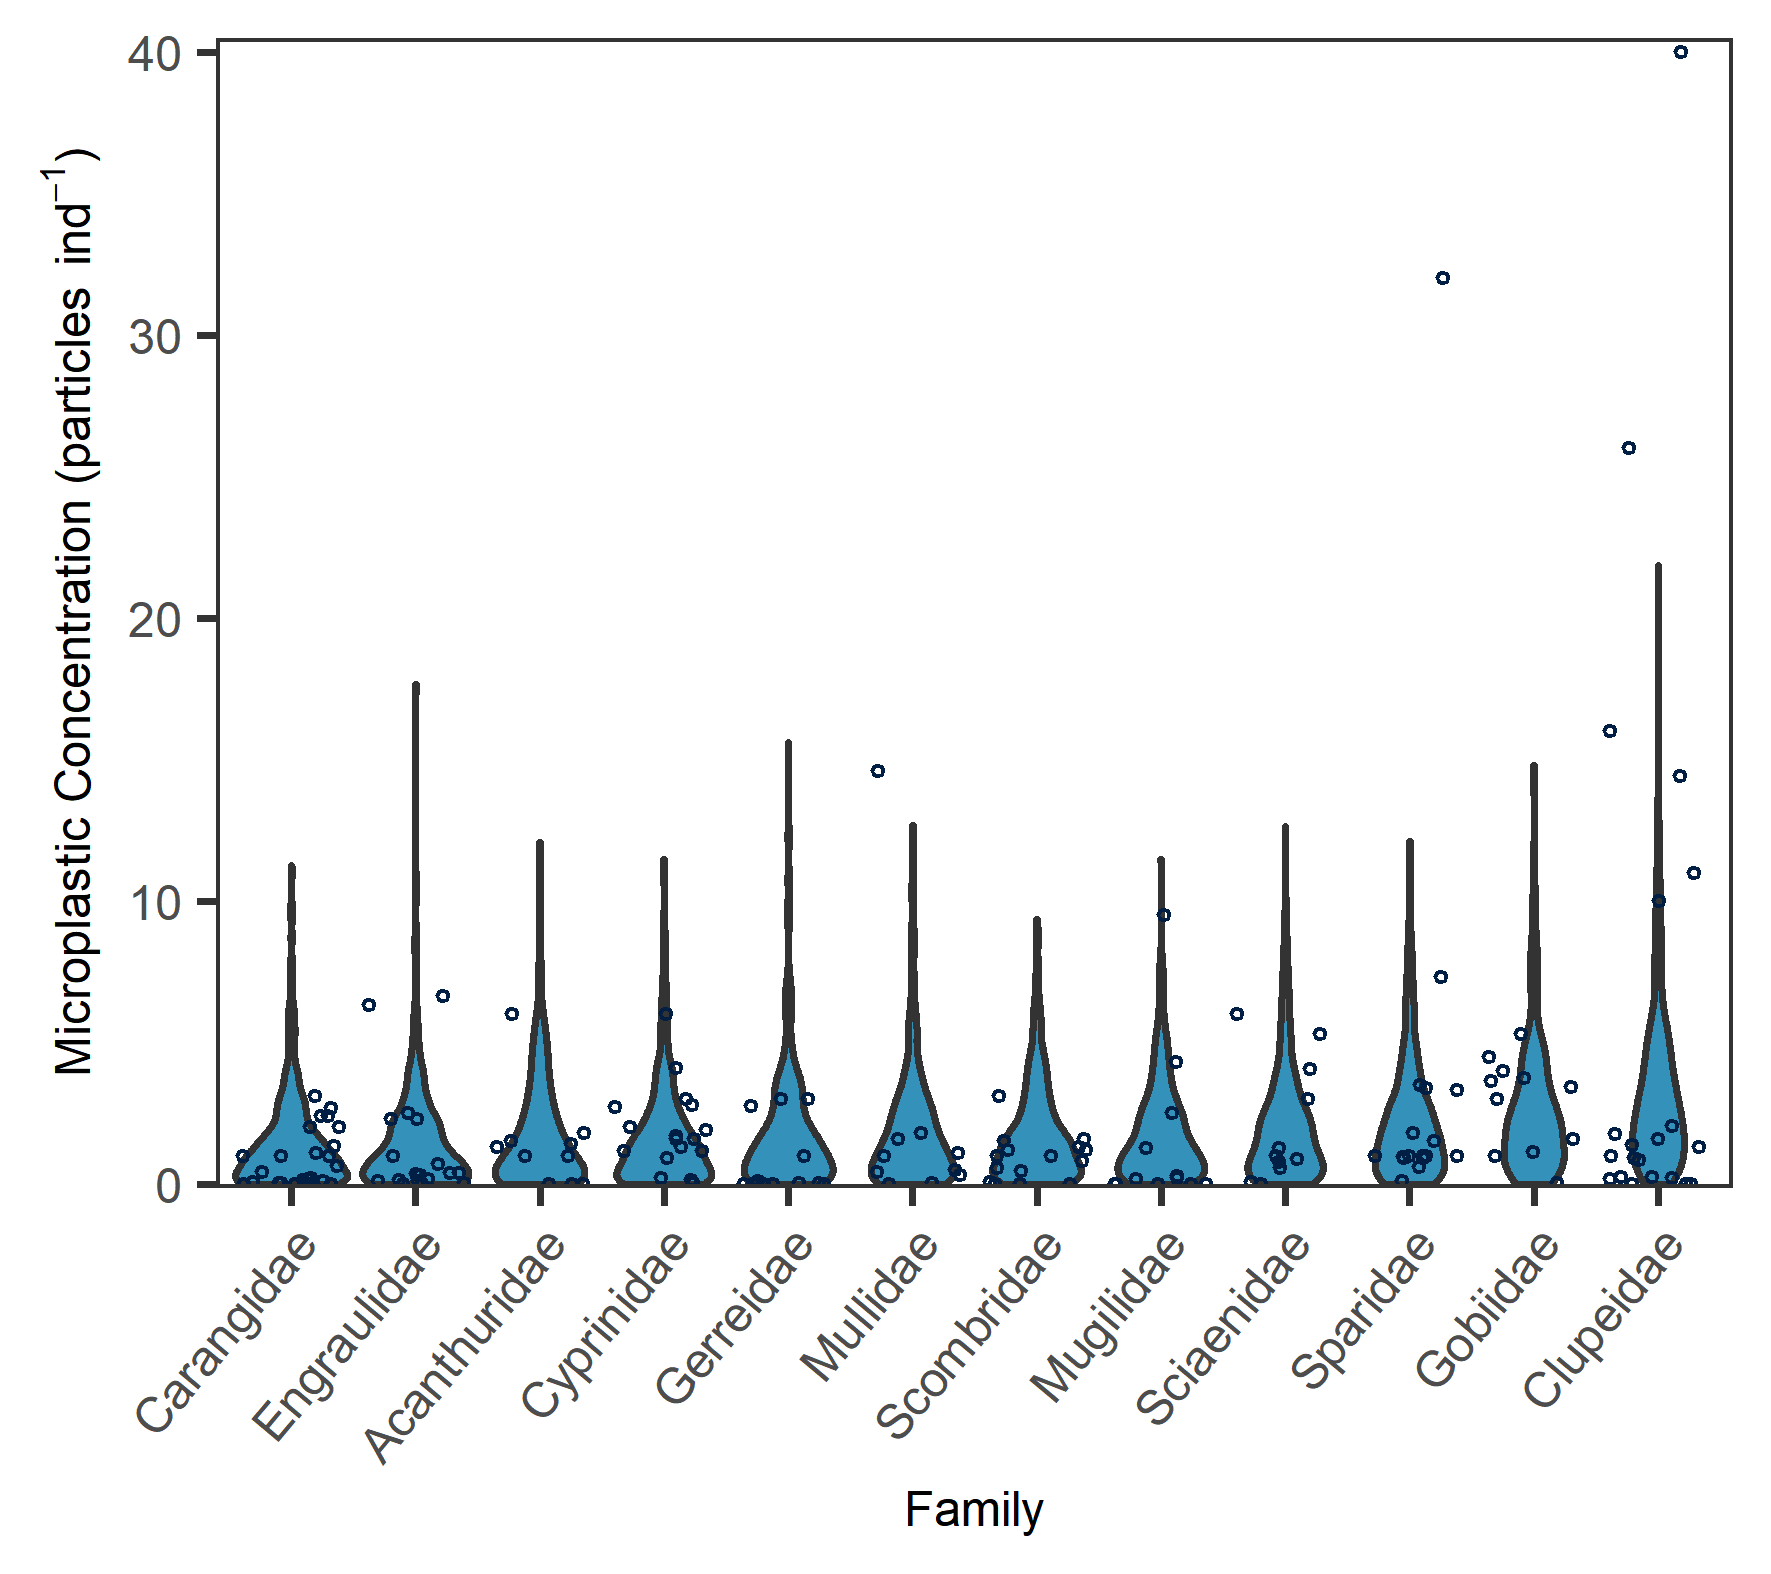 Microplastic Concentration (particles ind⁻¹)
40
30
20
10
0
Carangidae
Engraulidae
Acanthuridae
Cyprinidae
Gerreidae
Mullidae
Scombridae
Mugilidae
Sciaenidae
Sparidae
Gobiidae
Clupeidae
Family